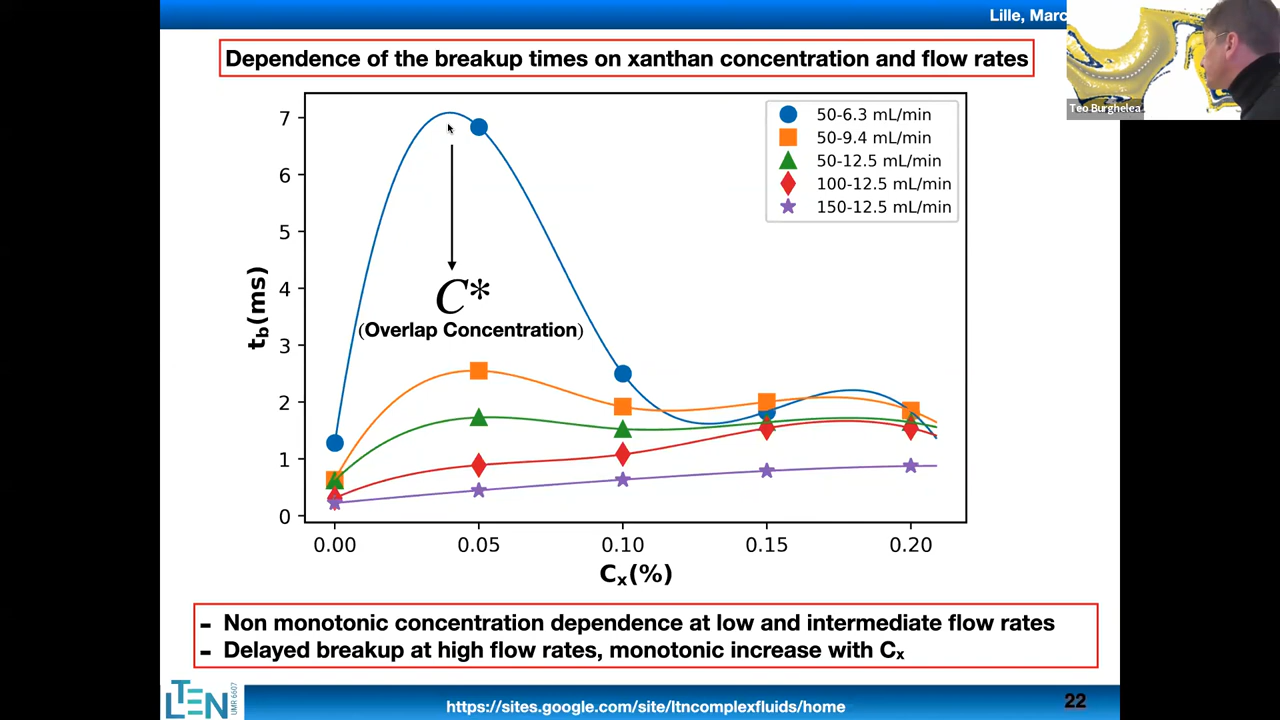 Lille, Marc
Teo Burghelea
Dependence of the breakup times on xanthan concentration and flow rates
7
6
5
4
3
2
1
0
t_b(ms)
50-6.3 mL/min
50-9.4 mL/min
50-12.5 mL/min
100-12.5 mL/min
150-12.5 mL/min
C*
(Overlap Concentration)
0.00 0.05 0.10 0.15 0.20
Cₓ(%)
- Non monotonic concentration dependence at low and intermediate flow rates
- Delayed breakup at high flow rates, monotonic increase with Cₓ
LTEN
UMR 6607
https://sites.google.com/site/ltncomplexfluids/home
22